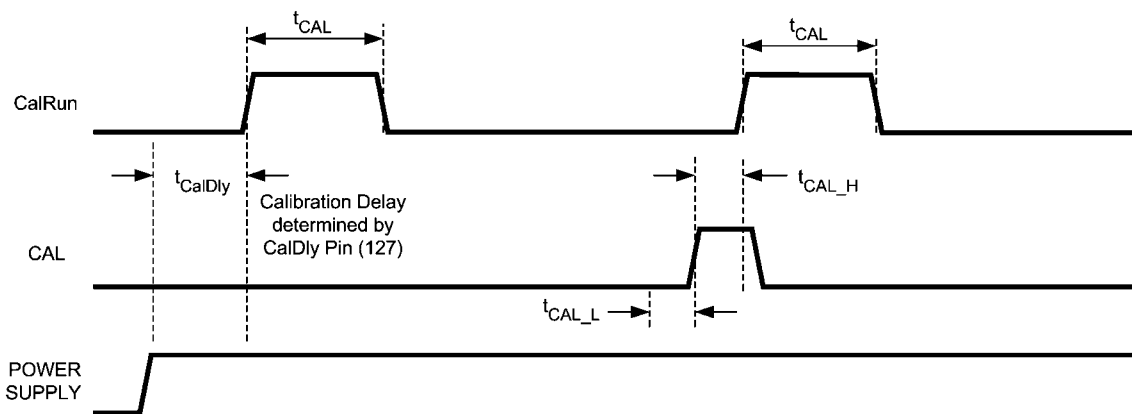 t_CAL
t_CAL
CalRun
t_CalDly
t_CAL_H
Calibration Delay
determined by
CalDly Pin (127)
CAL
t_CAL_L
POWER
SUPPLY